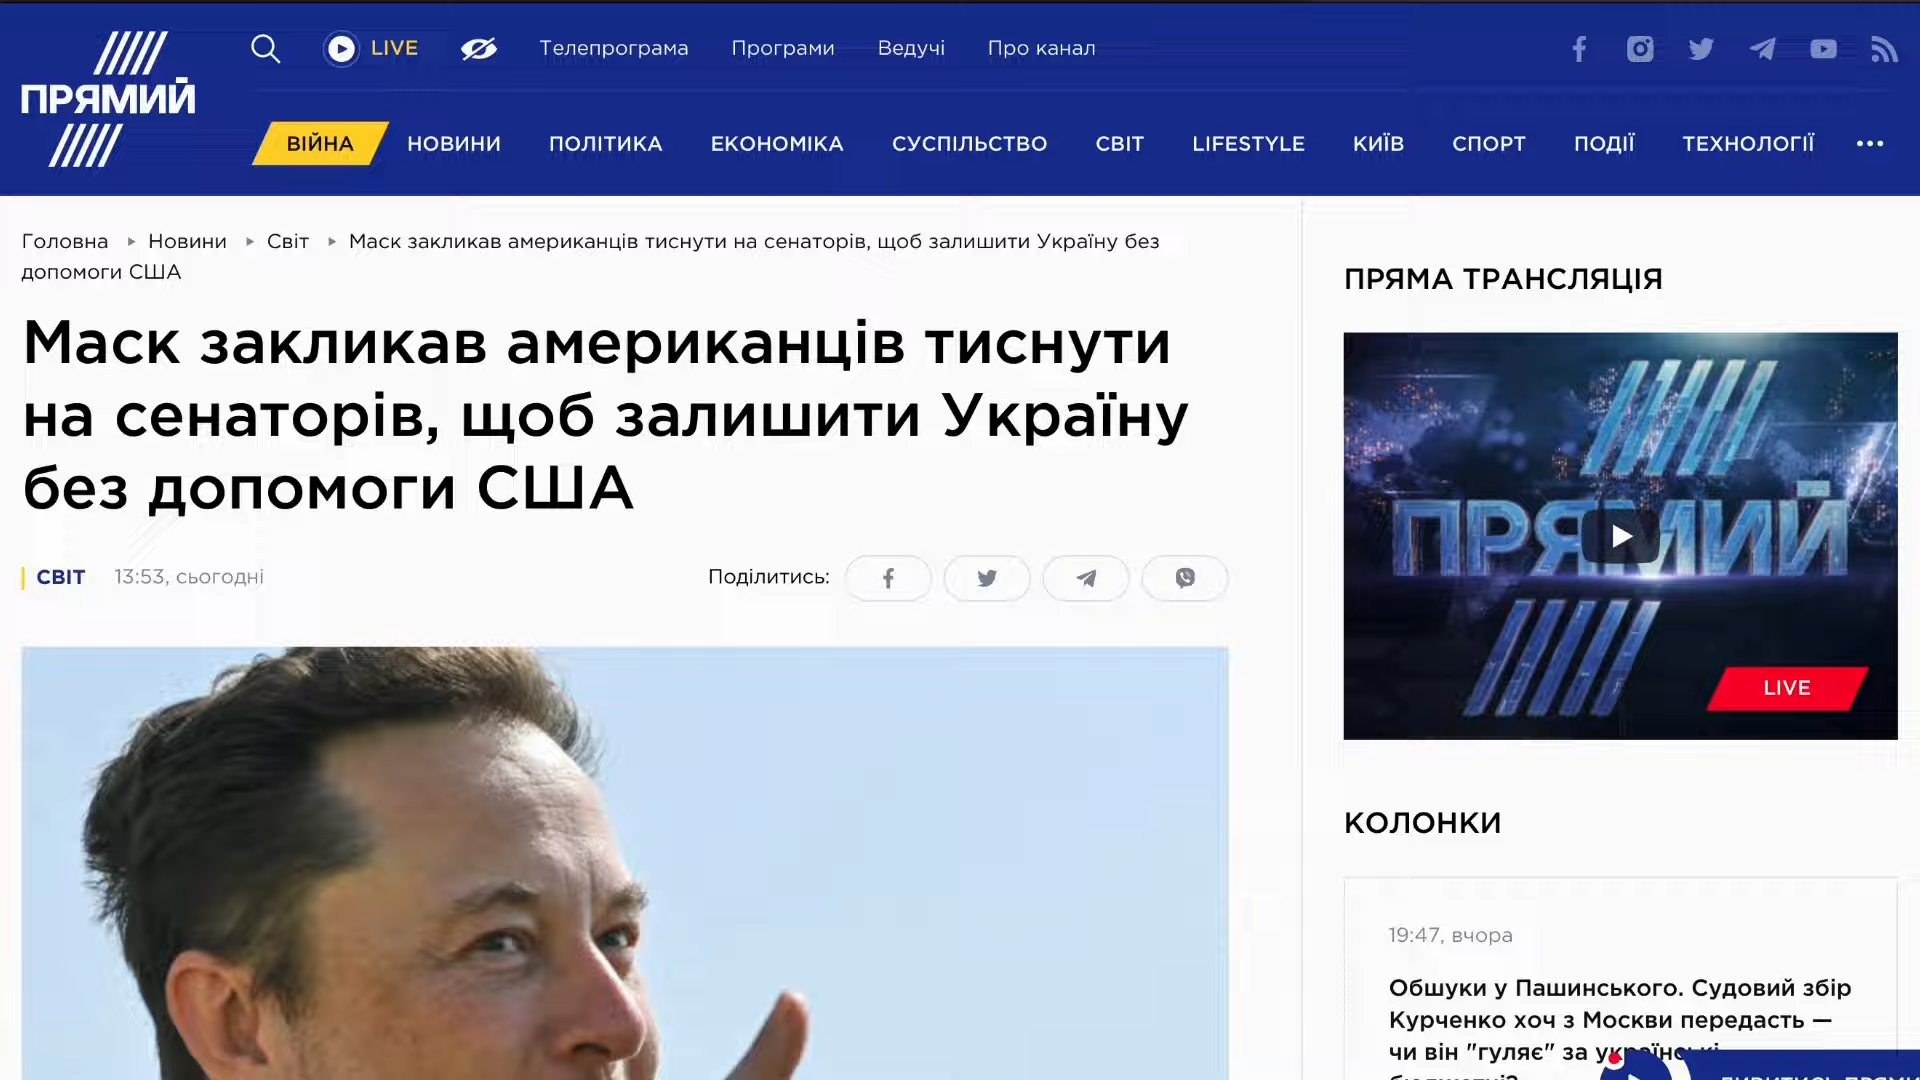 LIVE Телепрограма Програми Ведучі Про канал
ПРЯМИЙ
ВІЙНА НОВИНИ ПОЛІТИКА ЕКОНОМІКА СУСПІЛЬСТВО СВІТ LIFESTYLE КИЇВ СПОРТ ПОДІЇ ТЕХНОЛОГІЇ
Головна Новини Світ Маск закликав американців тиснути на сенаторів, щоб залишити Україну без
допомоги США
Маск закликав американців тиснути
на сенаторів, щоб залишити Україну
без допомоги США
СВІТ 13:53, сьогодні Поділитись:
ПРЯМА ТРАНСЛЯЦІЯ
ПРЯМИЙ
LIVE
КОЛОНКИ
19:47, вчора
Обшуки у Пашинського. Судовий збір
Курченко хоч з Москви передасть —
чи він "гуляє" за